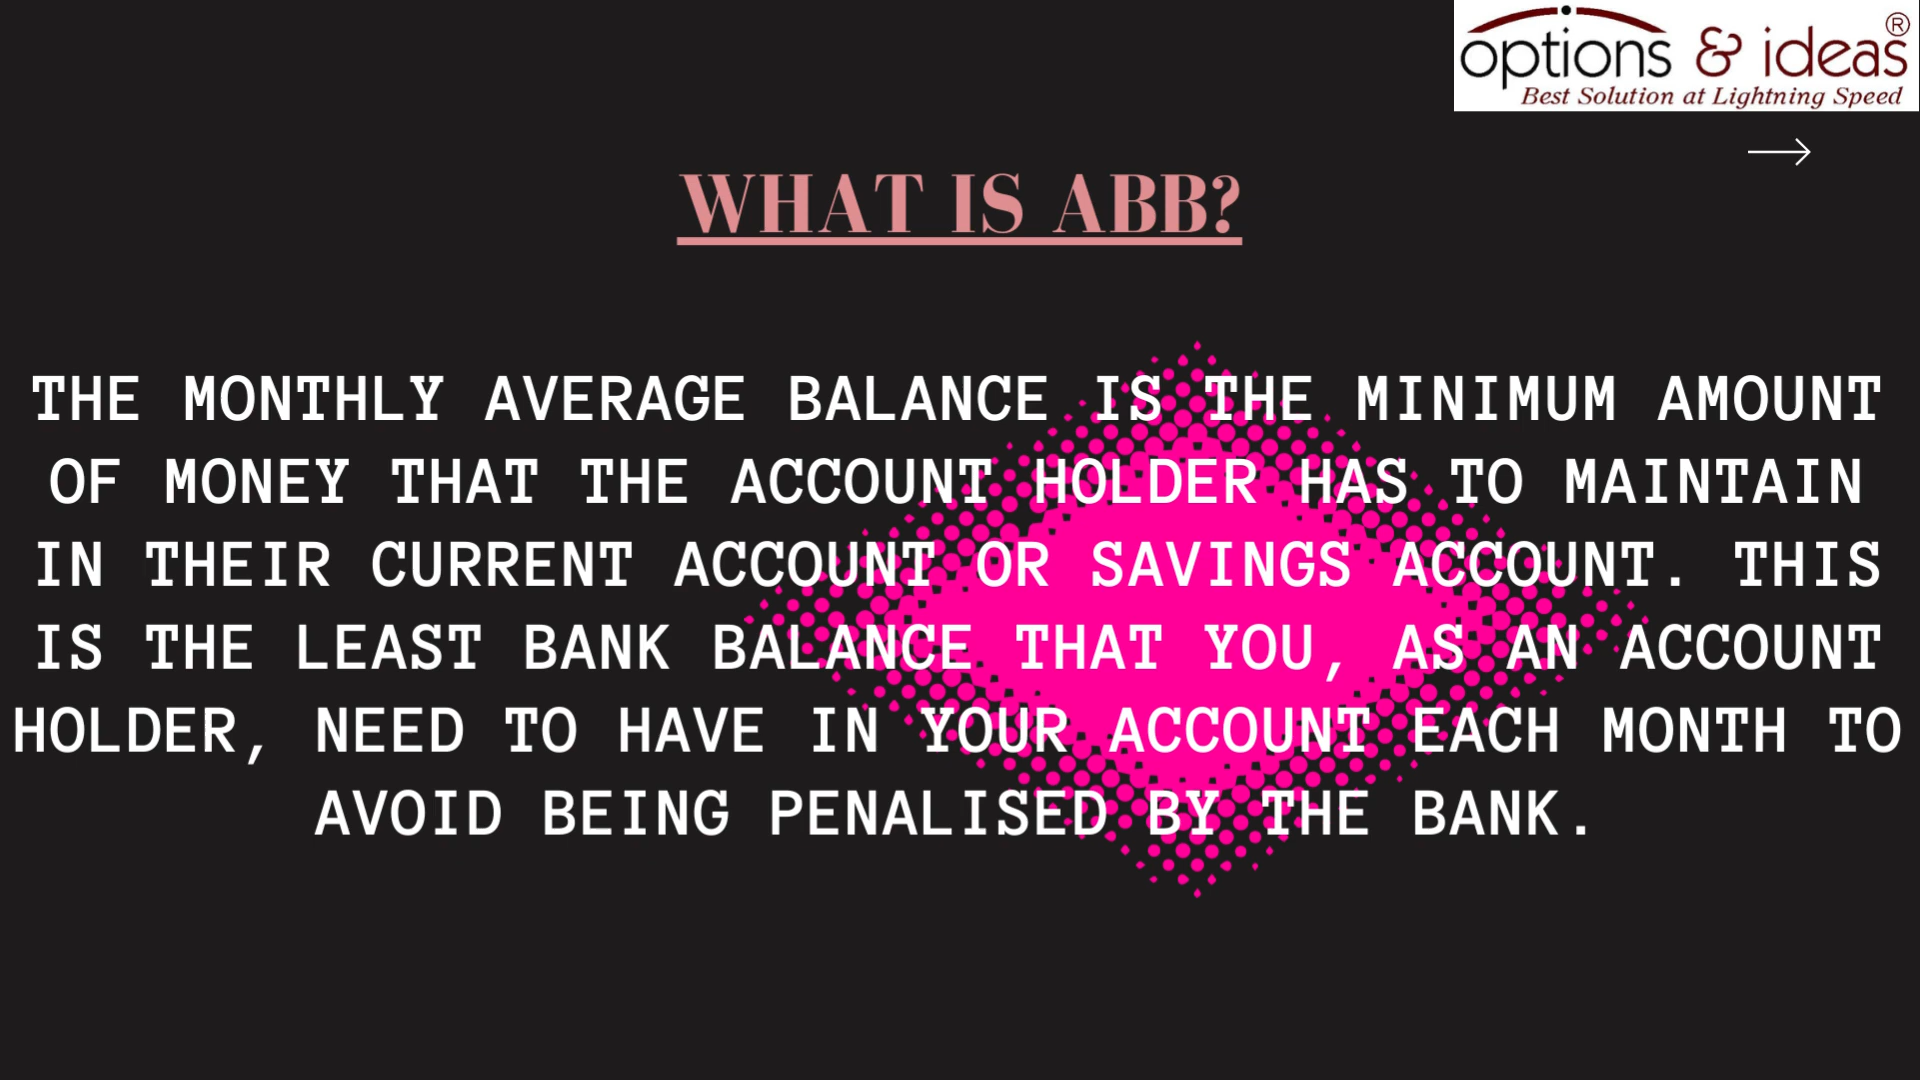 options & ideas®
Best Solution at Lightning Speed
WHAT IS ABB?
THE MONTHLY AVERAGE BALANCE IS THE MINIMUM AMOUNT
OF MONEY THAT THE ACCOUNT HOLDER HAS TO MAINTAIN
IN THEIR CURRENT ACCOUNT OR SAVINGS ACCOUNT. THIS
IS THE LEAST BANK BALANCE THAT YOU, AS AN ACCOUNT
HOLDER, NEED TO HAVE IN YOUR ACCOUNT EACH MONTH TO
AVOID BEING PENALISED BY THE BANK.